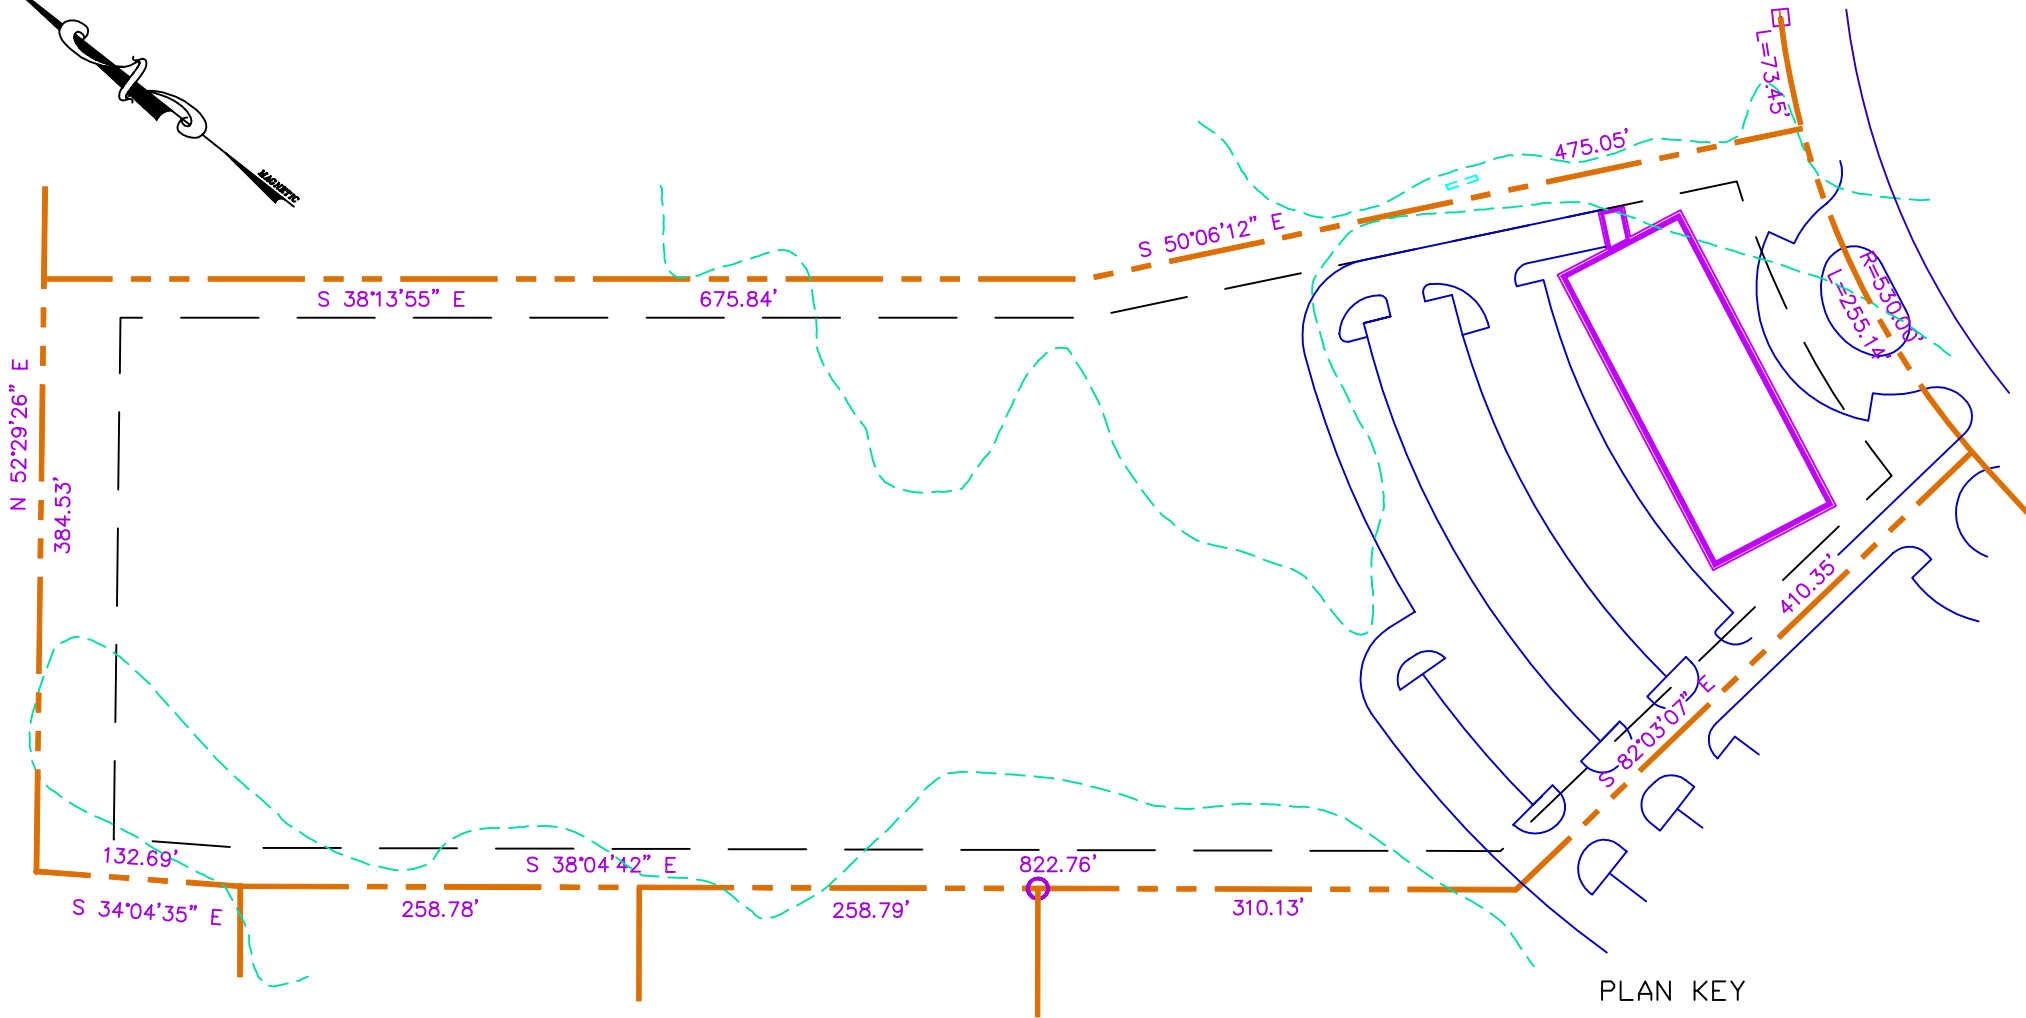 MAGNETIC
L=73.45'
475.05'
S 50°06'12" E
S 38°13'55" E
675.84'
R=530.00'
L=255.14'
N 52°29'26" E
384.53'
410.35'
S 82°03'07" E
132.69'
S 38°04'42" E
822.76'
S 34°04'35" E
258.78'
258.79'
310.13'
PLAN KEY